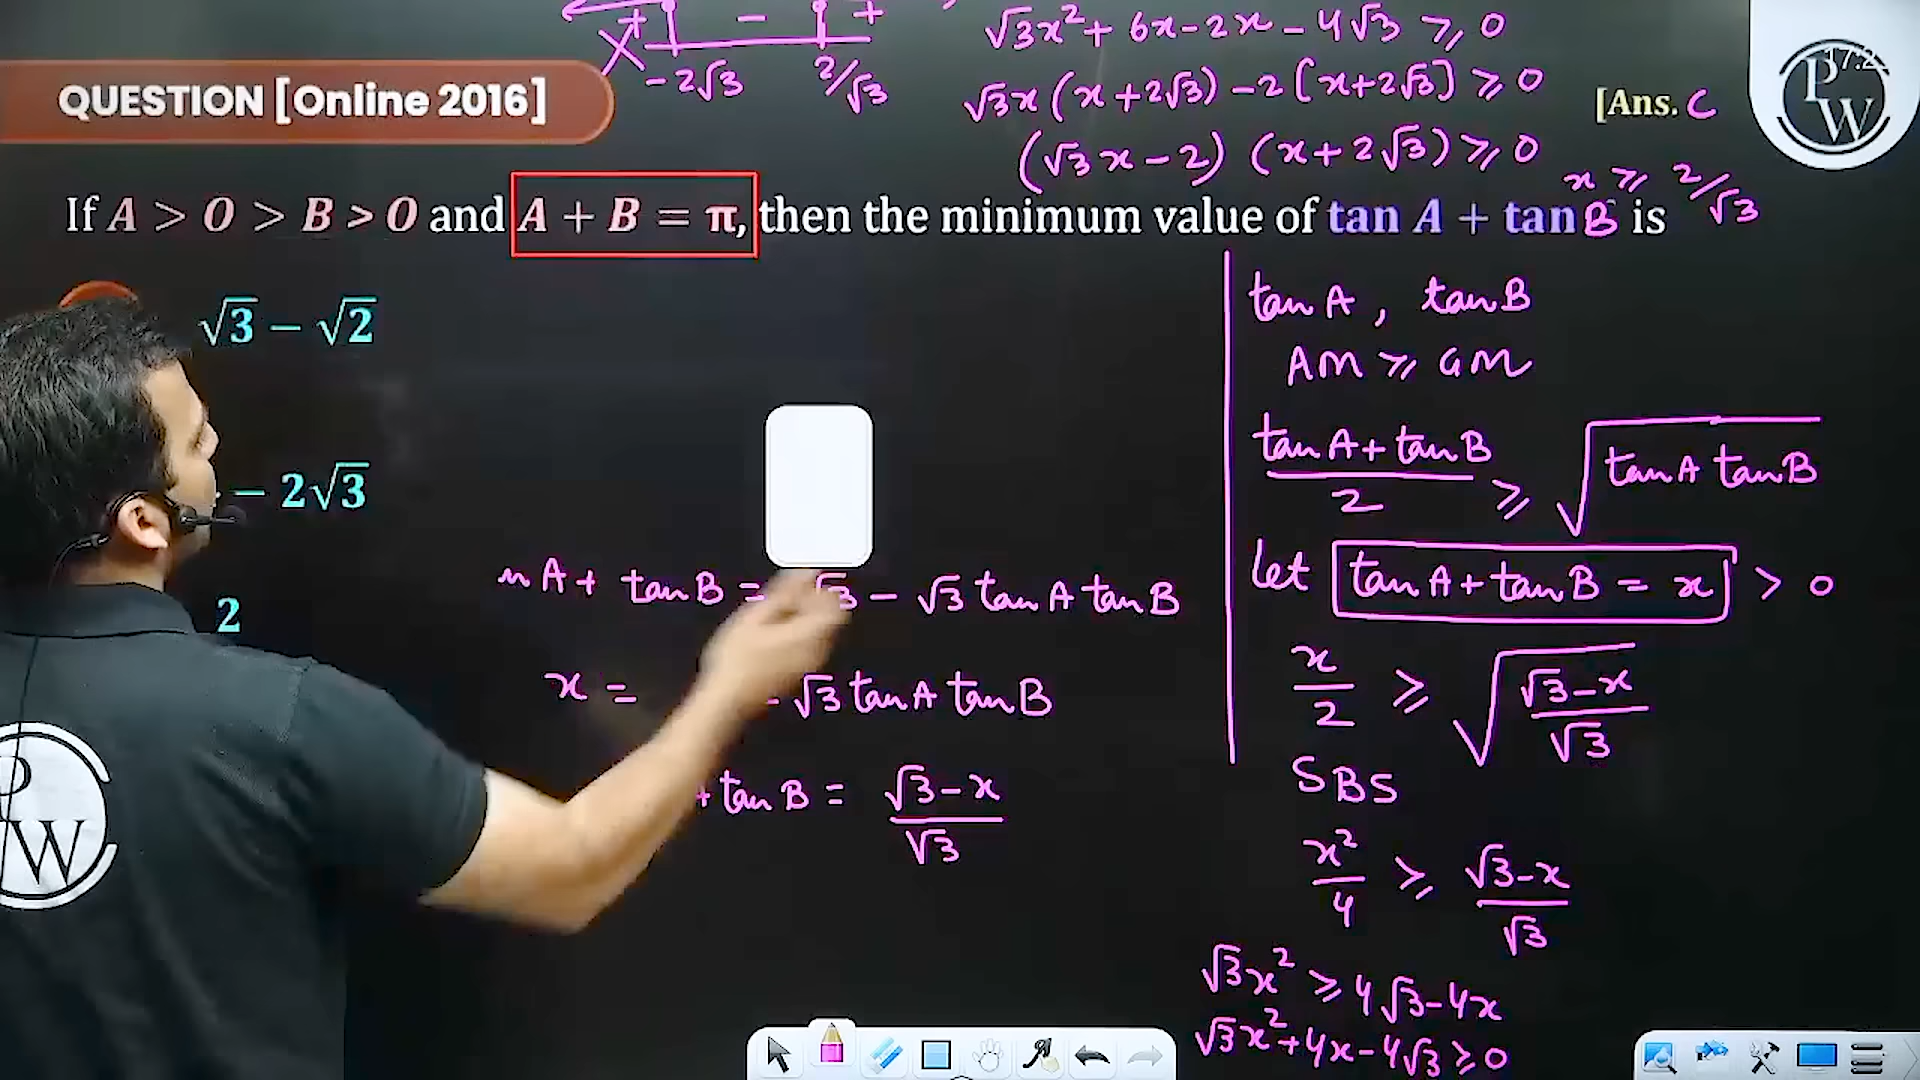 + − +
-2√3 2/√3
√3x² + 6x - 2x - 4√3 ≥ 0
√3x (x + 2√3) - 2 [x + 2√3] ≥ 0
(√3x - 2) (x + 2√3) ≥ 0
x ≥ 2/√3
QUESTION [Online 2016]
[Ans. C
PW
If A > O > B > O and A + B = π, then the minimum value of tan A + tan B is
√3 − √2
− 2√3
2
n A + tan B = √3 − √3 tan A tan B
x = - √3 tan A tan B
tan B = √3 - x / √3
tan A , tan B
AM ≥ GM
tan A + tan B / 2 ≥ √tan A tan B
Let tan A + tan B = x > 0
x/2 ≥ √(√3 - x / √3)
SBS
x²/4 ≥ √3 - x / √3
√3x² ≥ 4√3 - 4x
√3x² + 4x - 4√3 ≥ 0
PW